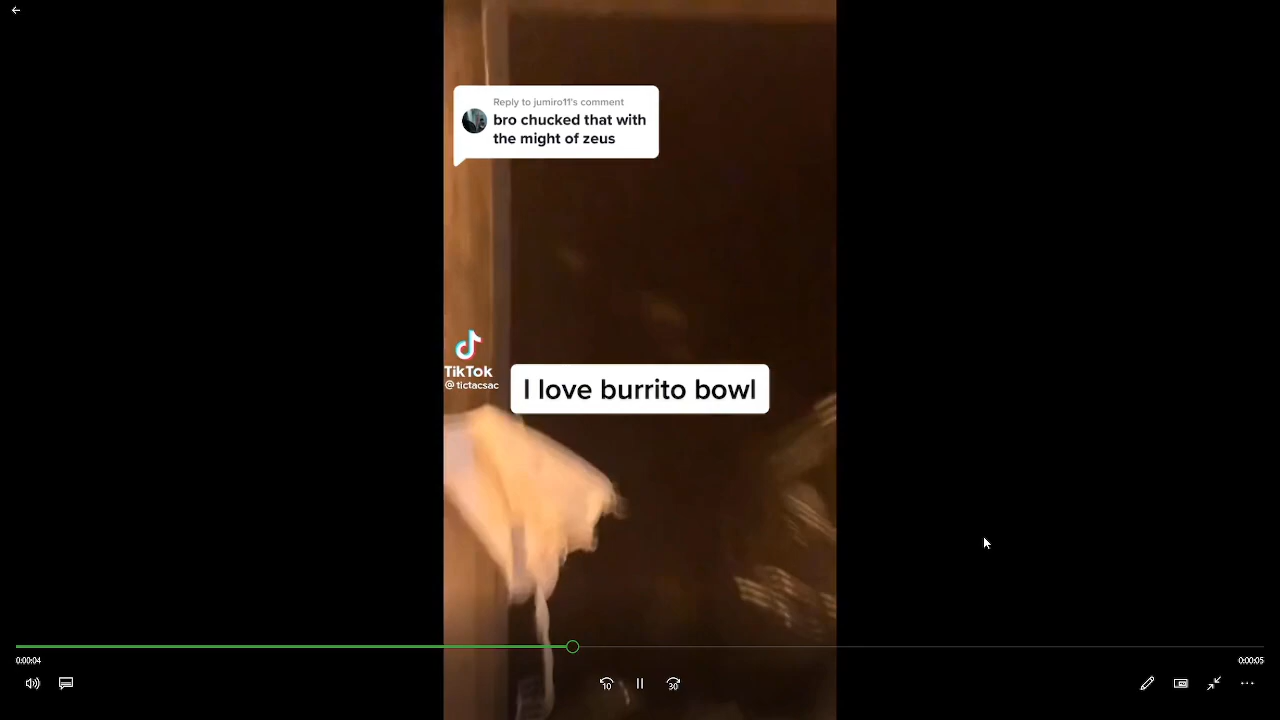 Reply to jumiro11's comment
bro chucked that with
the might of zeus
TikTok
@tictacsac
I love burrito bowl
0:00:04
0:00:05
10
30